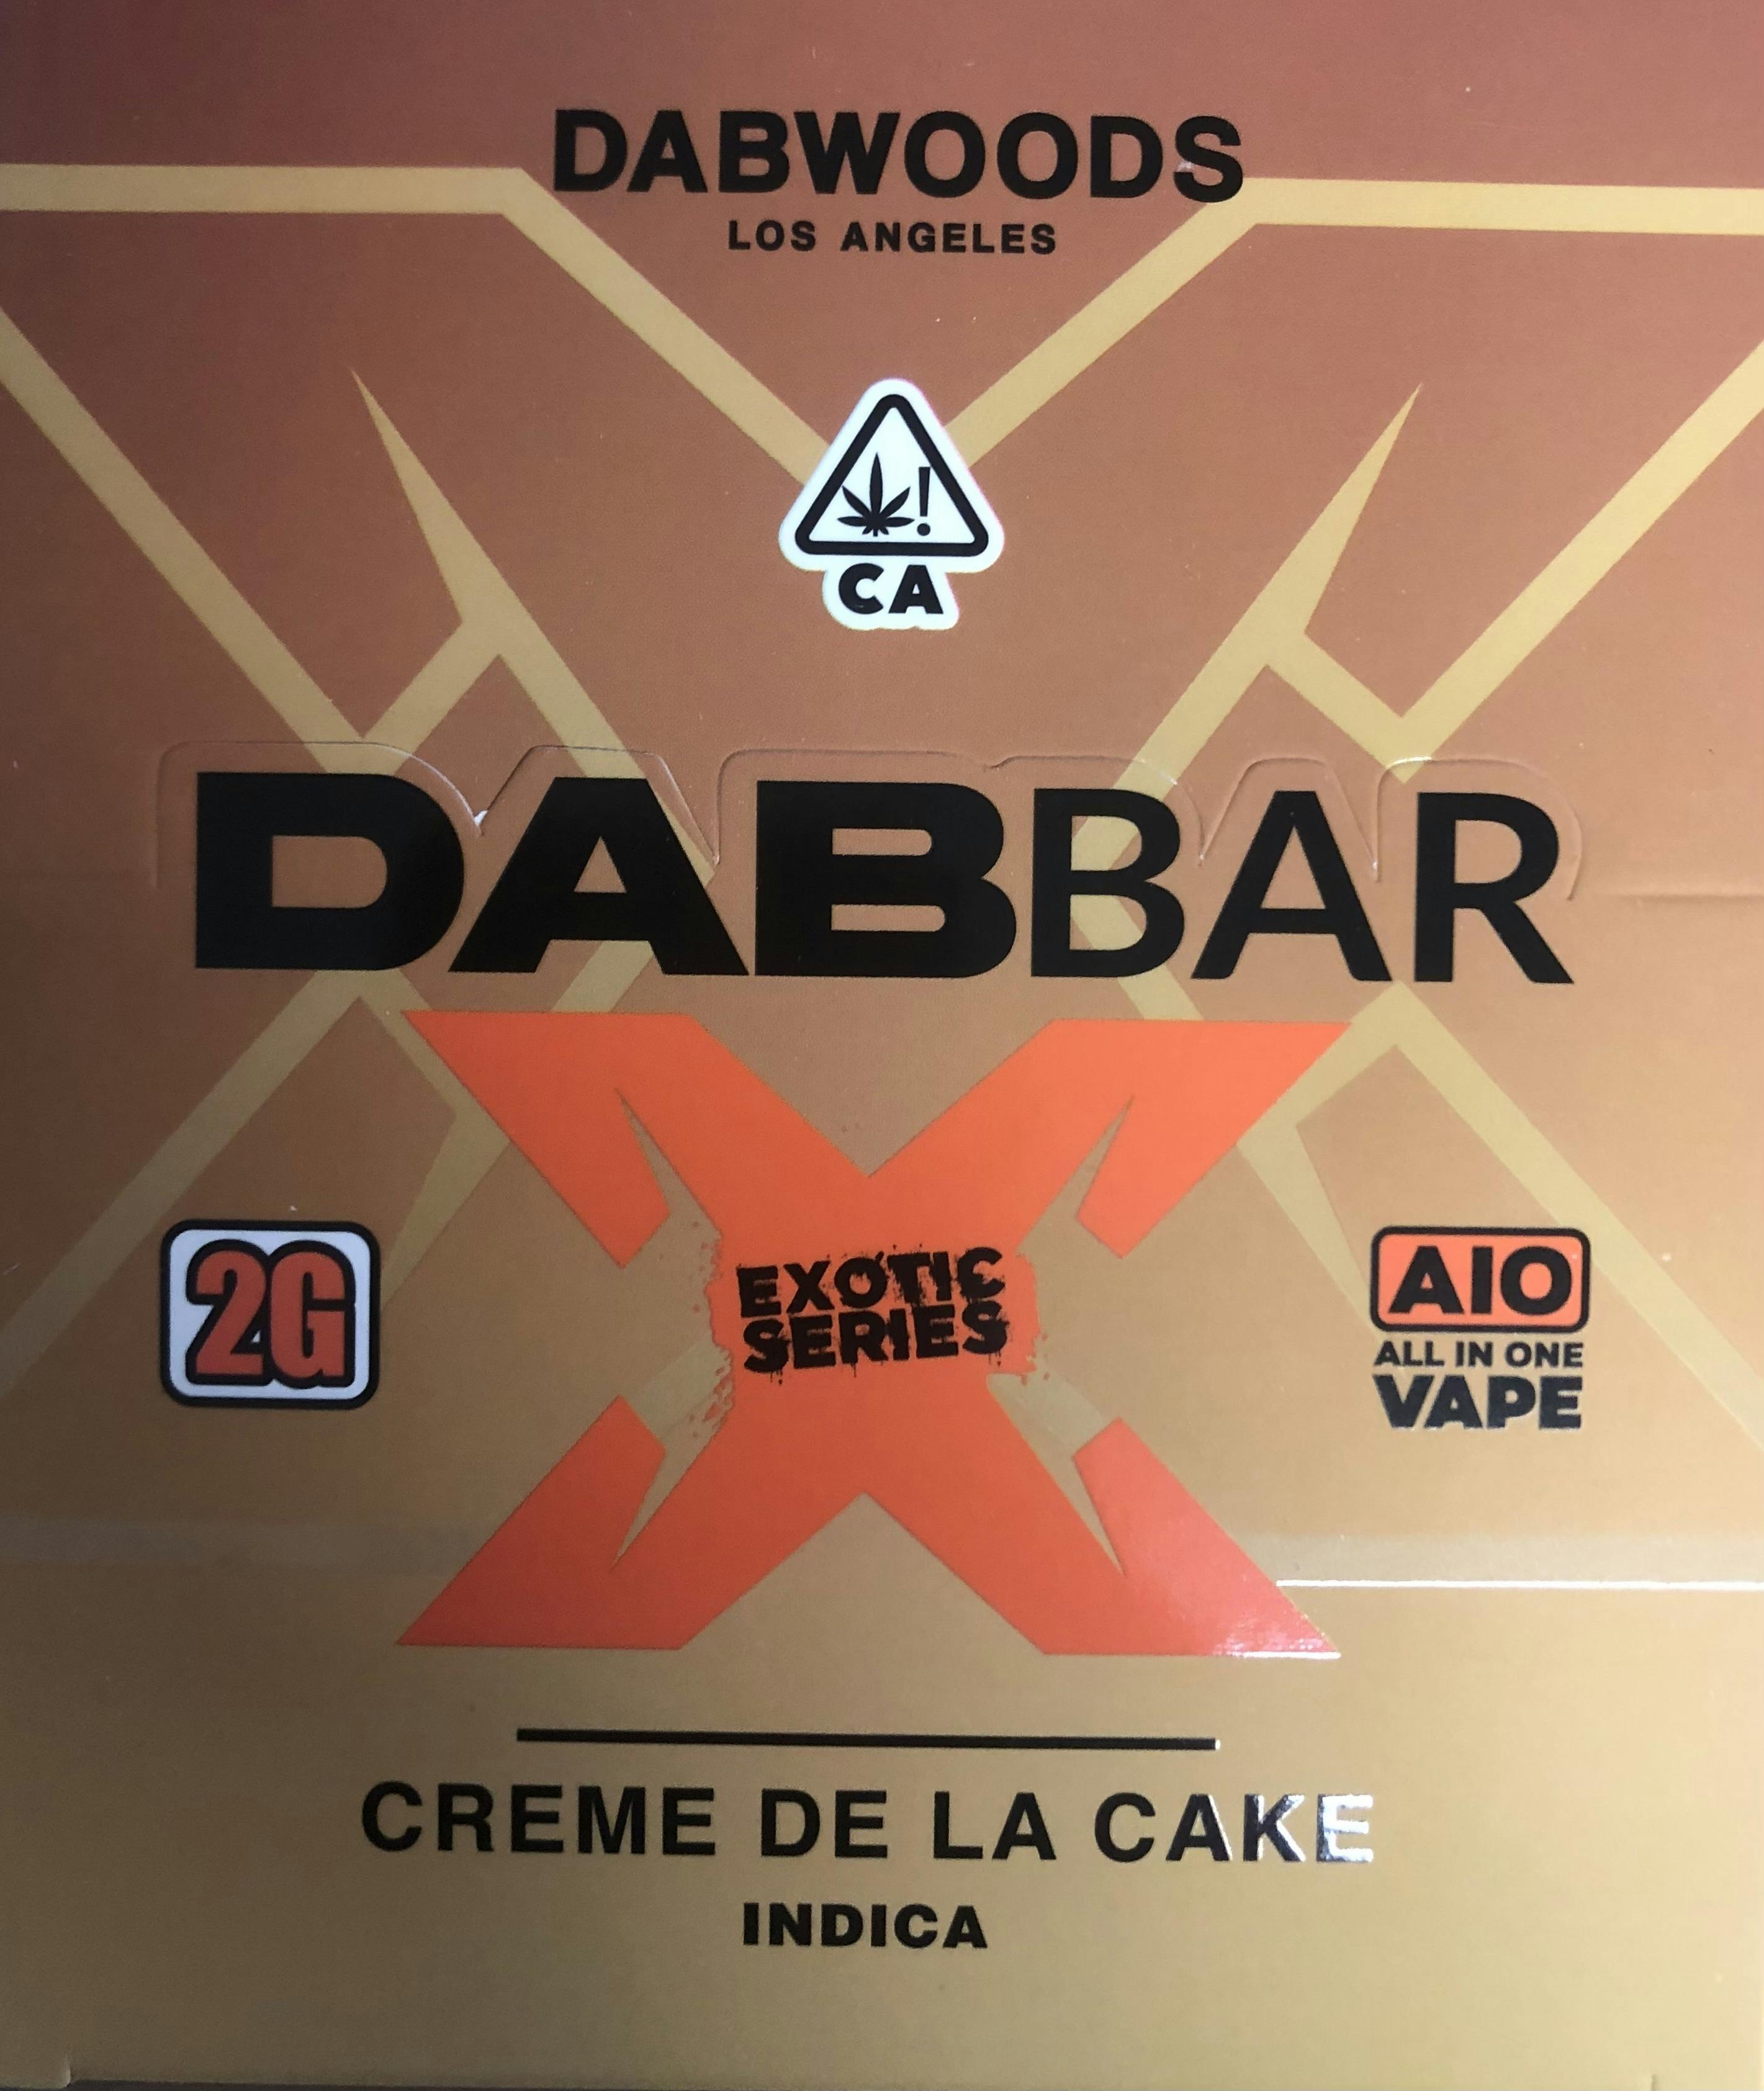 DABWOODS
LOS ANGELES
!
CA
DABBAR
X
EXOTIC
SERIES
2G
AIO
ALL IN ONE
VAPE
CREME DE LA CAKE
INDICA